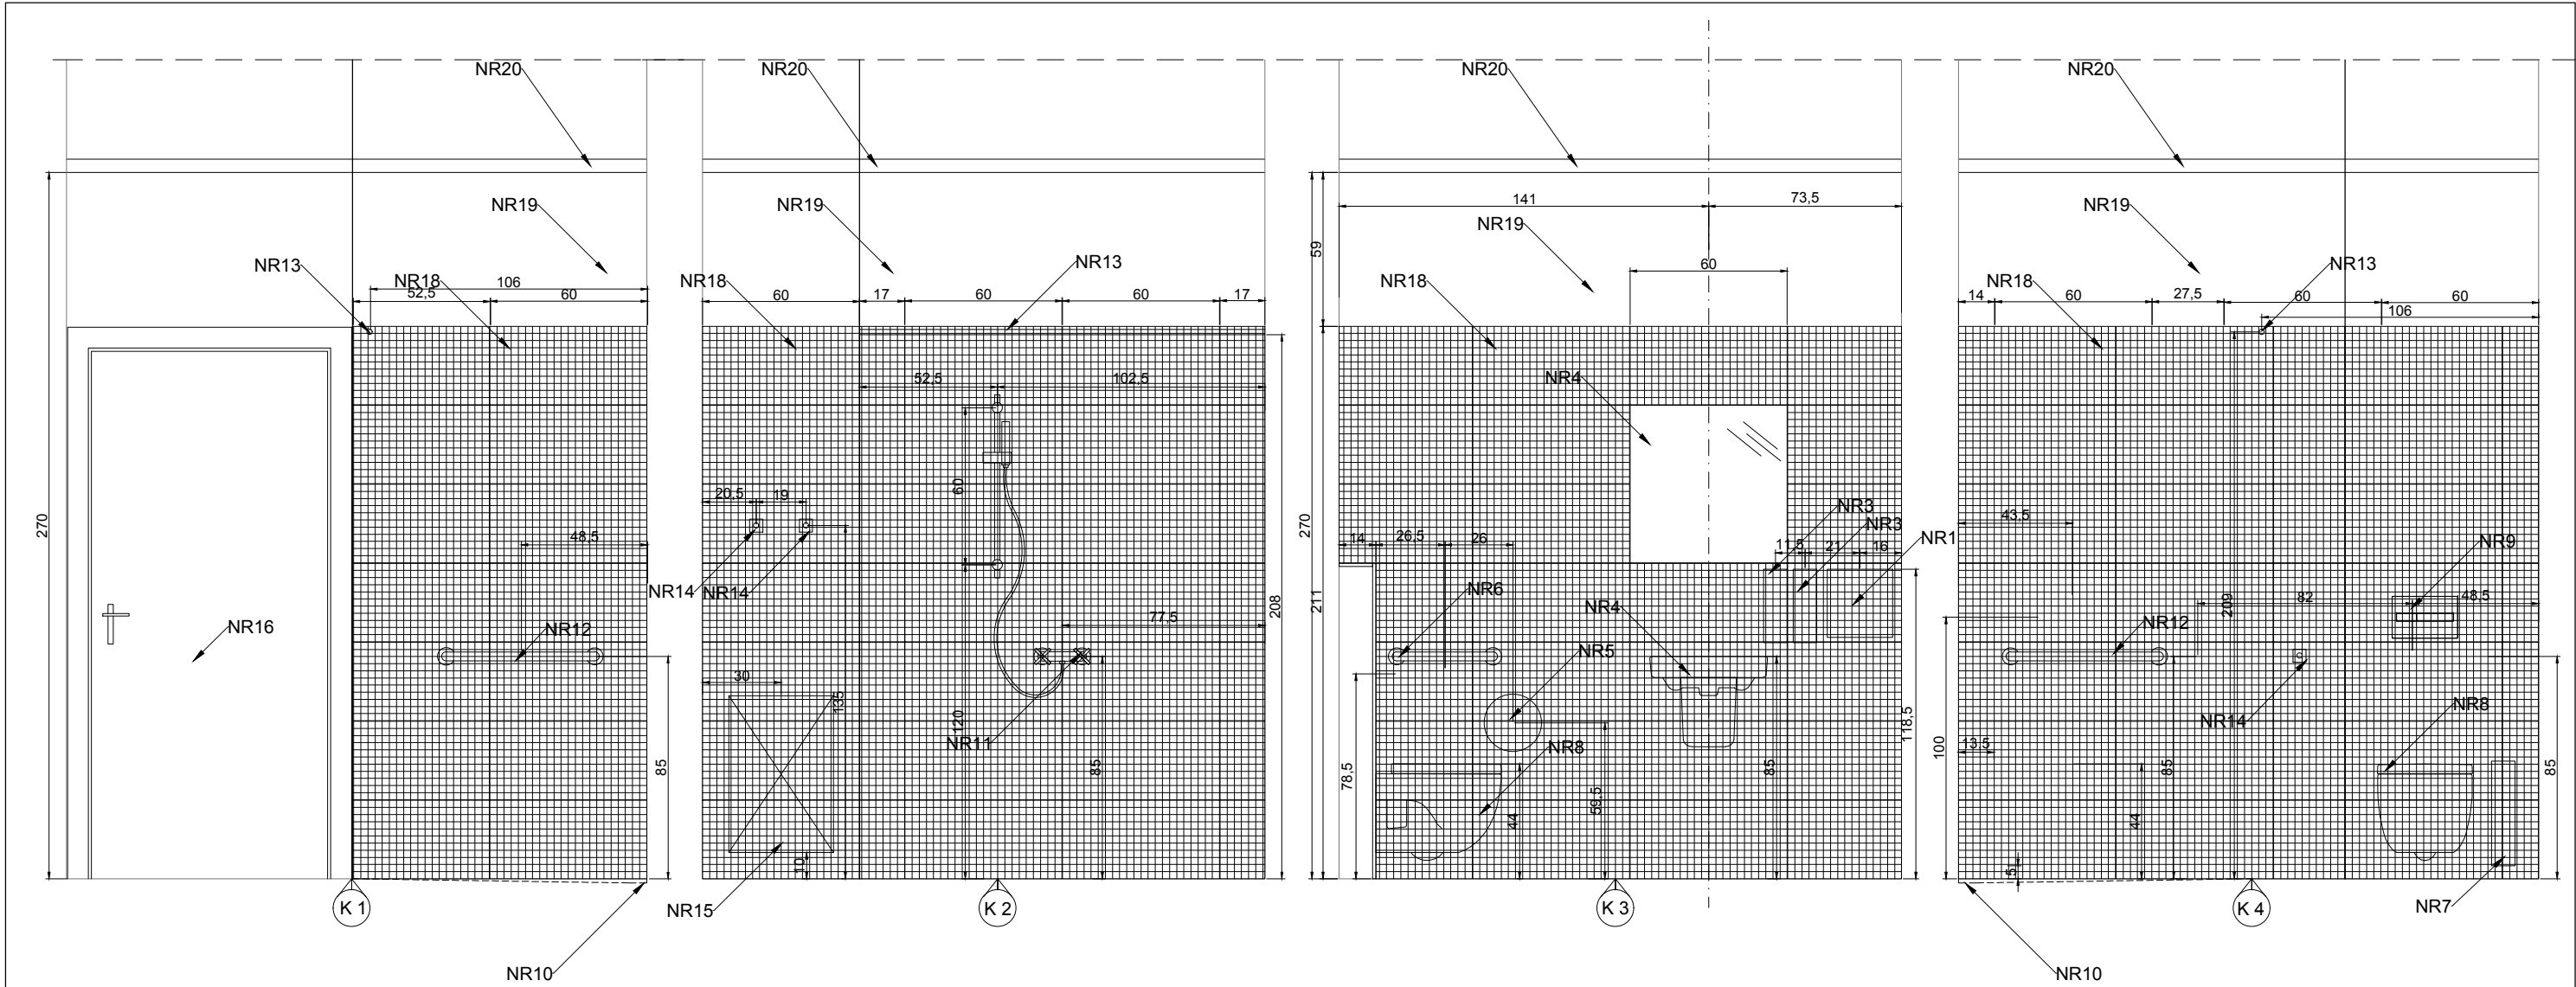 NR20
NR19
NR13
NR18
106
52,5
60
270
48,5
NR12
NR16
85
K 1
NR10
NR20
NR19
NR18
NR13
60
17
60
60
17
52,5
102,5
20,5
19
60
NR14
NR14
208
77,5
30
135
120
NR11
85
10
NR15
K 2
NR20
141
73,5
NR19
59
60
NR18
NR4
270
211
NR3
NR3
NR1
14
26,5
26
11,5
21
16
NR6
NR4
NR5
NR8
118,5
78,5
59,5
44
85
K 3
NR20
NR19
NR13
NR18
14
60
27,5
60
60
106
43,5
NR9
209
82
48,5
NR12
NR14
NR8
100
13,5
85
85
44
5
K 4
NR7
NR10